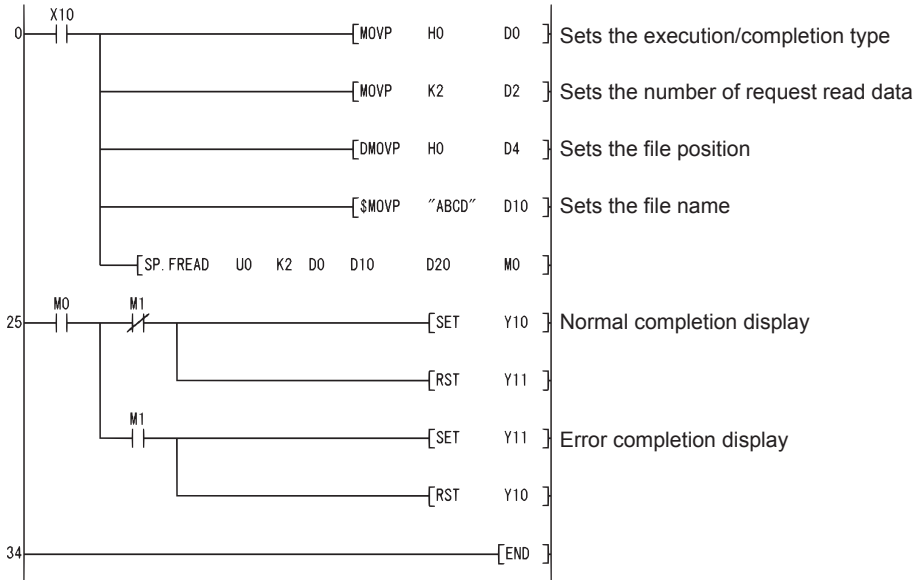 X10
0 [MOVP H0 D0 ] Sets the execution/completion type
[MOVP K2 D2 ] Sets the number of request read data
[DMOVP H0 D4 ] Sets the file position
[$MOVP "ABCD" D10 ] Sets the file name
[SP.FREAD U0 K2 D0 D10 D20 M0 ]
M0 M1
25 [SET Y10 ] Normal completion display
[RST Y11 ]
M1
[SET Y11 ] Error completion display
[RST Y10 ]
34 [END ]